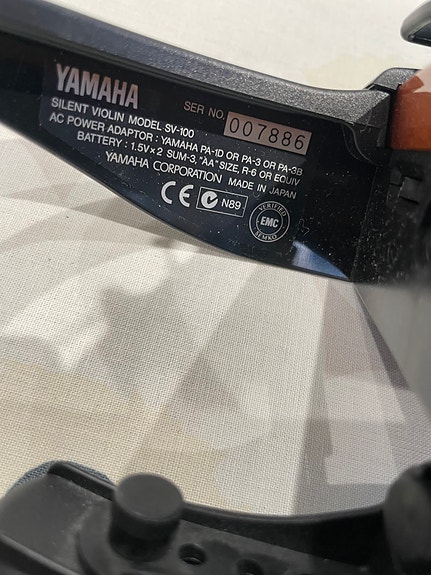 YAMAHA
SER NO. 007886
SILENT VIOLIN MODEL SV-100
AC POWER ADAPTOR : YAMAHA PA-1D OR PA-3 OR PA-3B
BATTERY : 1.5V x 2 SUM-3, "AA" SIZE, R-6 OR EQUIV
YAMAHA CORPORATION MADE IN JAPAN
CE N89
VERIFIED
EMC
SEMKO